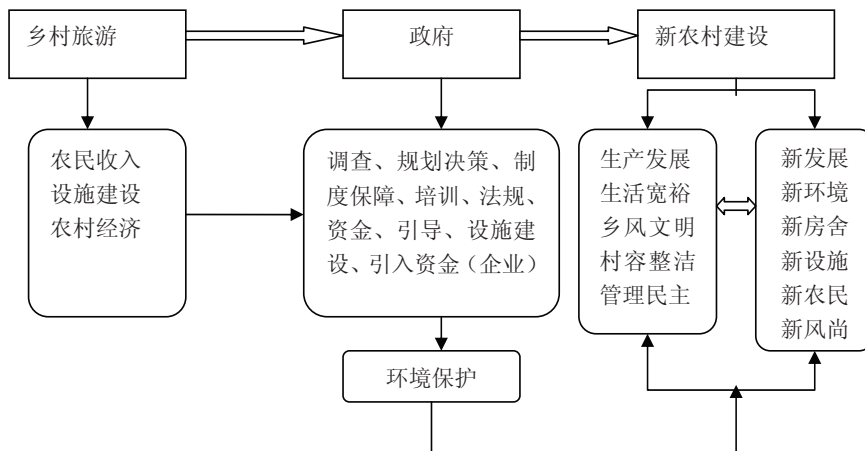 乡村旅游
政府
新农村建设
农民收入
设施建设
农村经济
调查、规划决策、制
度保障、培训、法规、
资金、引导、设施建
设、引入资金（企业）
生产发展
生活宽裕
乡风文明
村容整洁
管理民主
新发展
新环境
新房舍
新设施
新农民
新风尚
环境保护